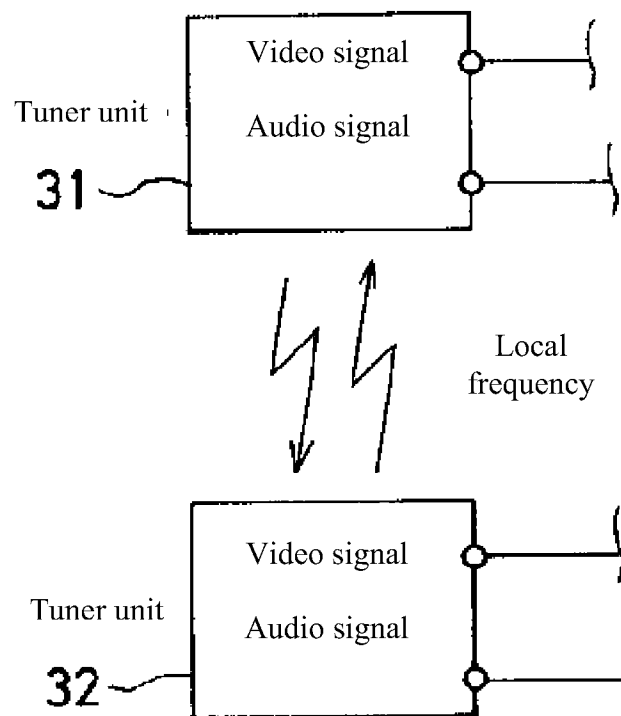 Video signal
Tuner unit
Audio signal
31
Local
frequency
Video signal
Tuner unit
Audio signal
32